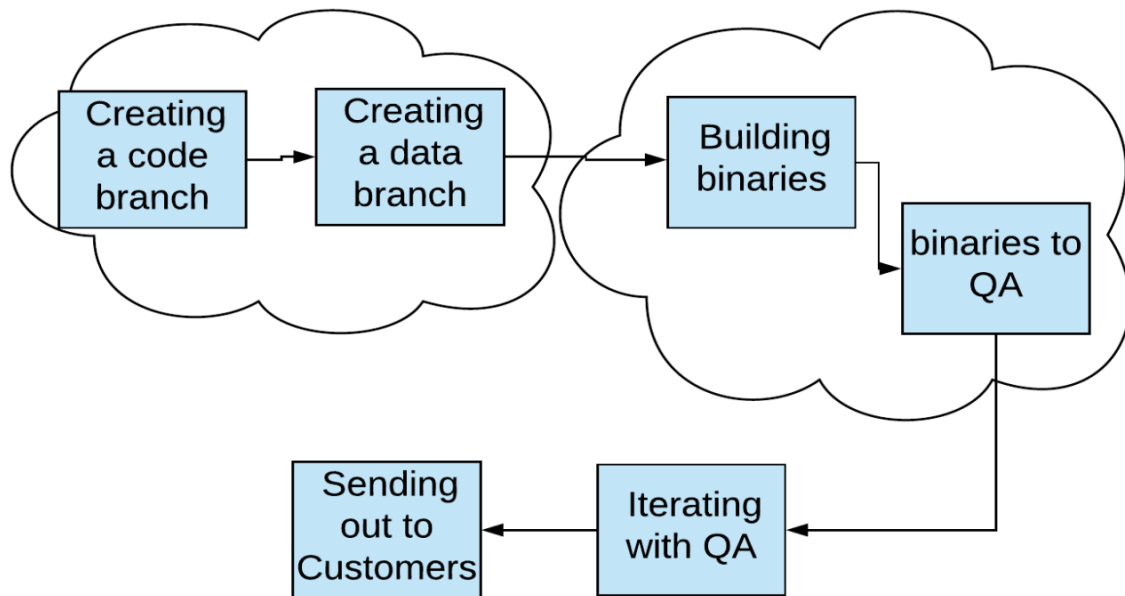 Creating
a code
branch
Creating
a data
branch
Building
binaries
binaries to
QA
Iterating
with QA
Sending
out to
Customers